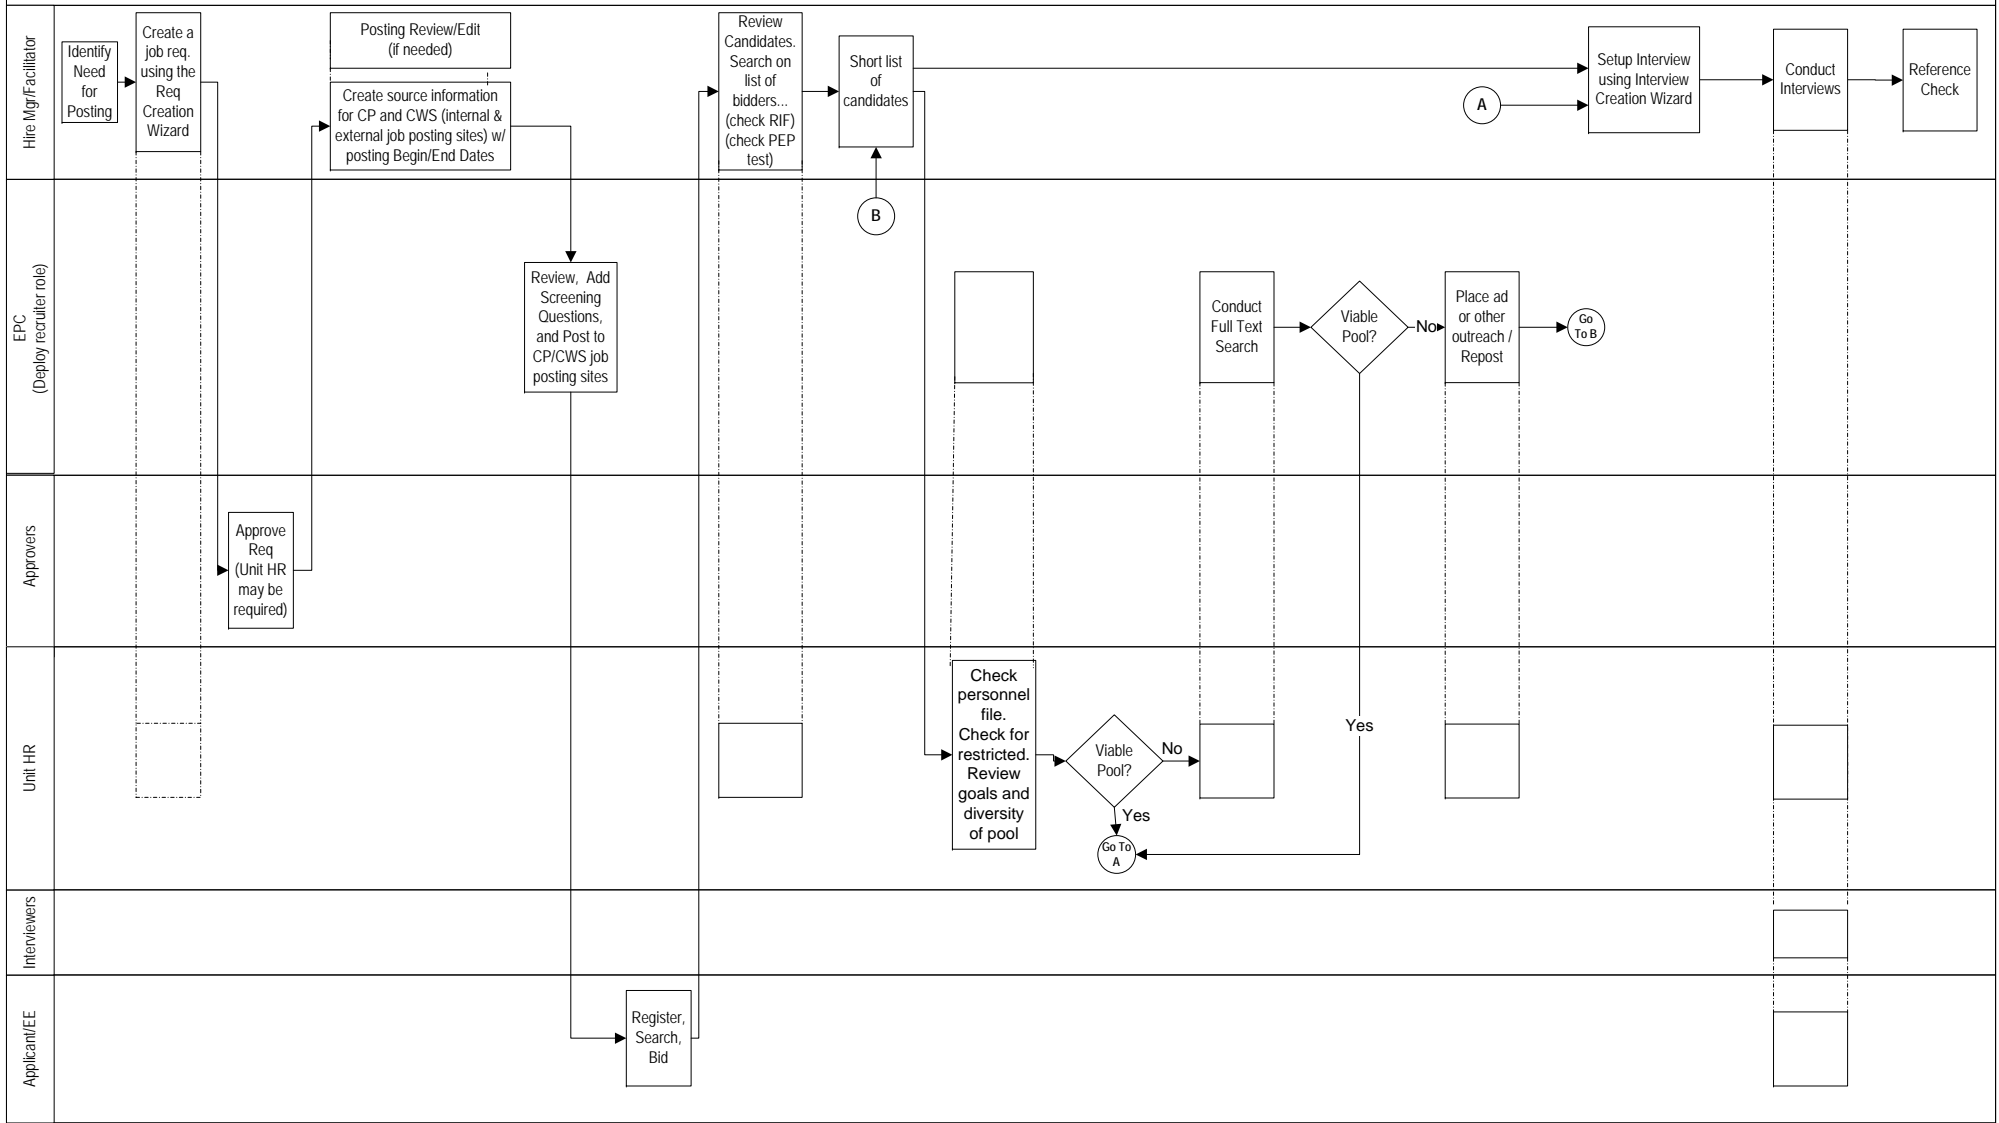 Hire Mgr/Facilitator
Identify
Need
for
Posting
Create a
job req.
using the
Req
Creation
Wizard
Posting Review/Edit
(if needed)
Create source information
for CP and CWS (internal &
external job posting sites) w/
posting Begin/End Dates
Review
Candidates.
Search on
list of
bidders...
(check RIF)
(check PEP
test)
Short list
of
candidates
A
Setup Interview
using Interview
Creation Wizard
Conduct
Interviews
Reference
Check
EPC
(Deploy recruiter role)
B
Review, Add
Screening
Questions,
and Post to
CP/CWS job
posting sites
Conduct
Full Text
Search
Viable
Pool?
No
Place ad
or other
outreach /
Repost
Go
To B
Approvers
Approve
Req
(Unit HR
may be
required)
Unit HR
Check
personnel
file.
Check for
restricted.
Review
goals and
diversity
of pool
Viable
Pool?
No
Yes
Go To
A
Yes
Interviewers
Applicant/EE
Register,
Search,
Bid